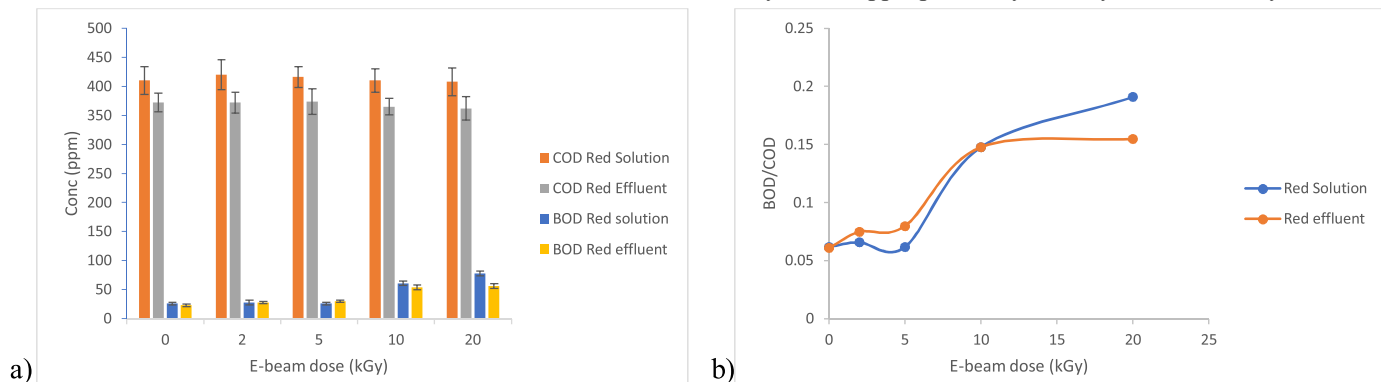 500
450
400
350
300
250
200
150
100
50
0
Conc (ppm)
0 2 5 10 20
E-beam dose (kGy)
COD Red Solution
COD Red Effluent
BOD Red solution
BOD Red effluent
a)
0.25
0.2
0.15
0.1
0.05
0
BOD/COD
0 5 10 15 20 25
E-beam dose (kGy)
Red Solution
Red effluent
b)